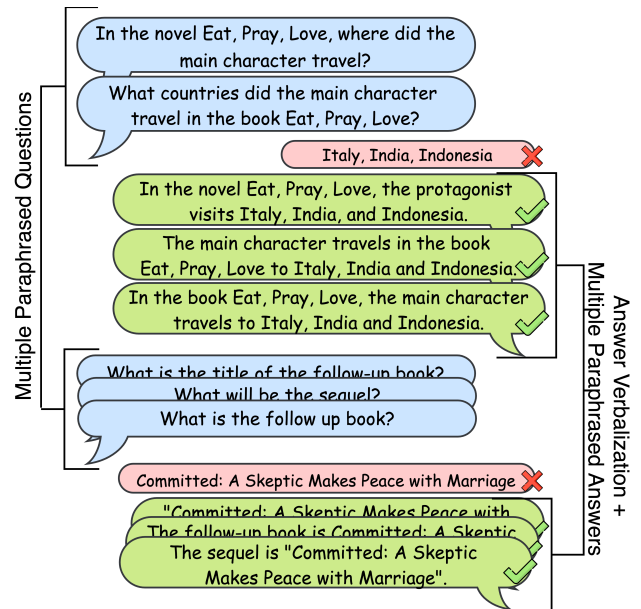 In the novel Eat, Pray, Love, where did the
main character travel?
What countries did the main character
travel in the book Eat, Pray, Love?
Italy, India, Indonesia
In the novel Eat, Pray, Love, the protagonist
visits Italy, India, and Indonesia.
The main character travels in the book
Eat, Pray, Love to Italy, India and Indonesia.
In the book Eat, Pray, Love, the main character
travels to Italy, India and Indonesia.
What is the title of the follow-up book?
What will be the sequel?
What is the follow up book?
Committed: A Skeptic Makes Peace with Marriage
"Committed: A Skeptic Makes Peace with
The follow-up book is Committed: A Skeptic
The sequel is "Committed: A Skeptic
Makes Peace with Marriage".
Multiple Paraphrased Questions
Answer Verbalization +
Multiple Paraphrased Answers